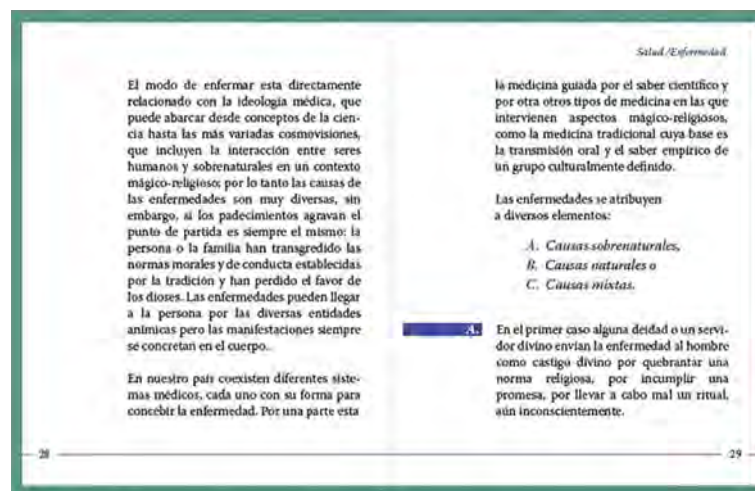 El modo de enfermar esta directamente
relacionado con la ideología médica, que
puede abarcar desde conceptos de la cien-
cia hasta las más variadas cosmovisiones,
que incluyen la interacción entre seres
humanos y sobrenaturales en un contexto
mágico-religioso; por lo tanto las causas de
las enfermedades son muy diversas, sin
embargo, si los padecimientos agravan el
punto de partida es siempre el mismo: la
persona o la familia han transgredido las
normas morales y de conducta establecidas
por la tradición y han perdido el favor de
los dioses. Las enfermedades pueden llegar
a la persona por las diversas entidades
anímicas pero las manifestaciones siempre
se concretan en el cuerpo.
En nuestro país coexisten diferentes siste-
mas médicos, cada uno con su forma para
concebir la enfermedad. Por una parte esta
28
Salud /Enfermedad
la medicina guiada por el saber científico y
por otra otros tipos de medicina en las que
intervienen aspectos mágico-religiosos,
como la medicina tradicional cuya base es
la transmisión oral y el saber empírico de
un grupo culturalmente definido.
Las enfermedades se atribuyen
a diversos elementos:
A. Causas sobrenaturales,
B. Causas naturales o
C. Causas mixtas.
A. En el primer caso alguna deidad o un servi-
dor divino envían la enfermedad al hombre
como castigo divino por quebrantar una
norma religiosa, por incumplir una
promesa, por llevar a cabo mal un ritual,
aún inconscientemente.
29